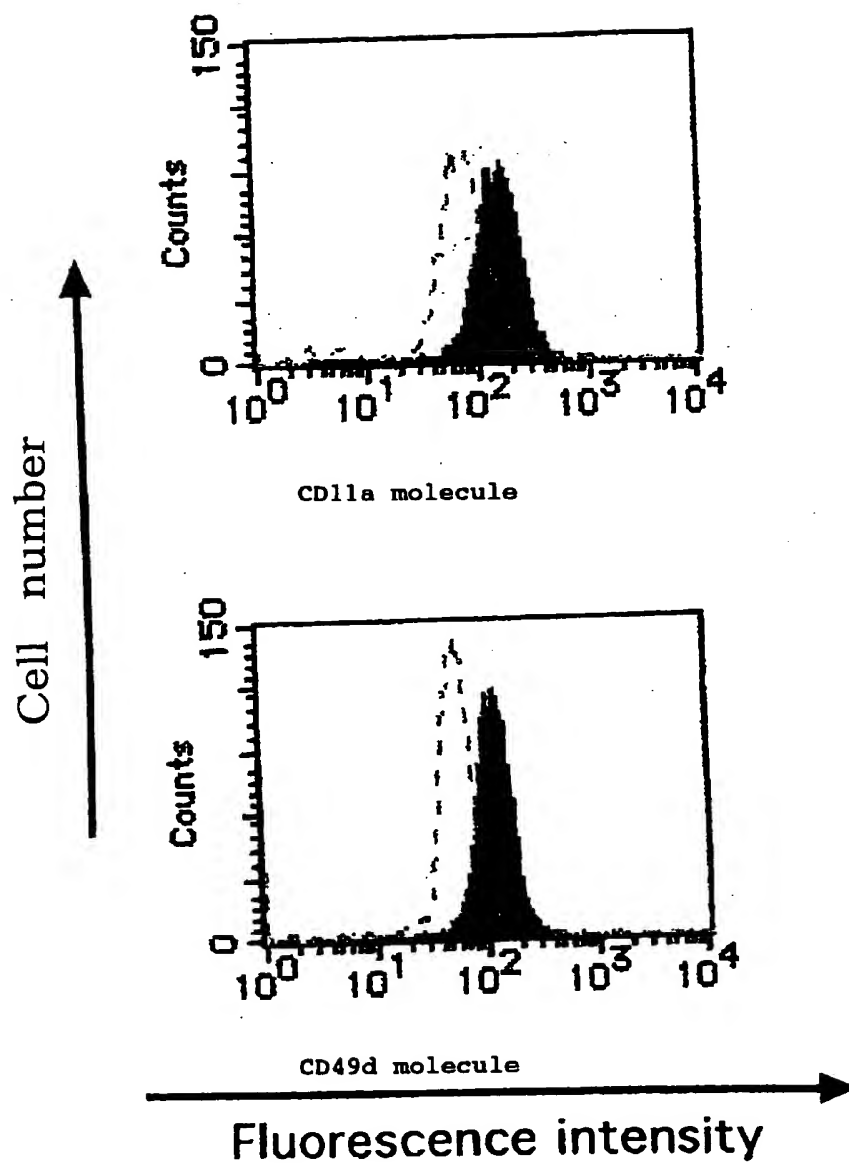 150
Counts
0
10^0 10^1 10^2 10^3 10^4
CD11a molecule
Cell number
150
Counts
0
10^0 10^1 10^2 10^3 10^4
CD49d molecule
Fluorescence intensity